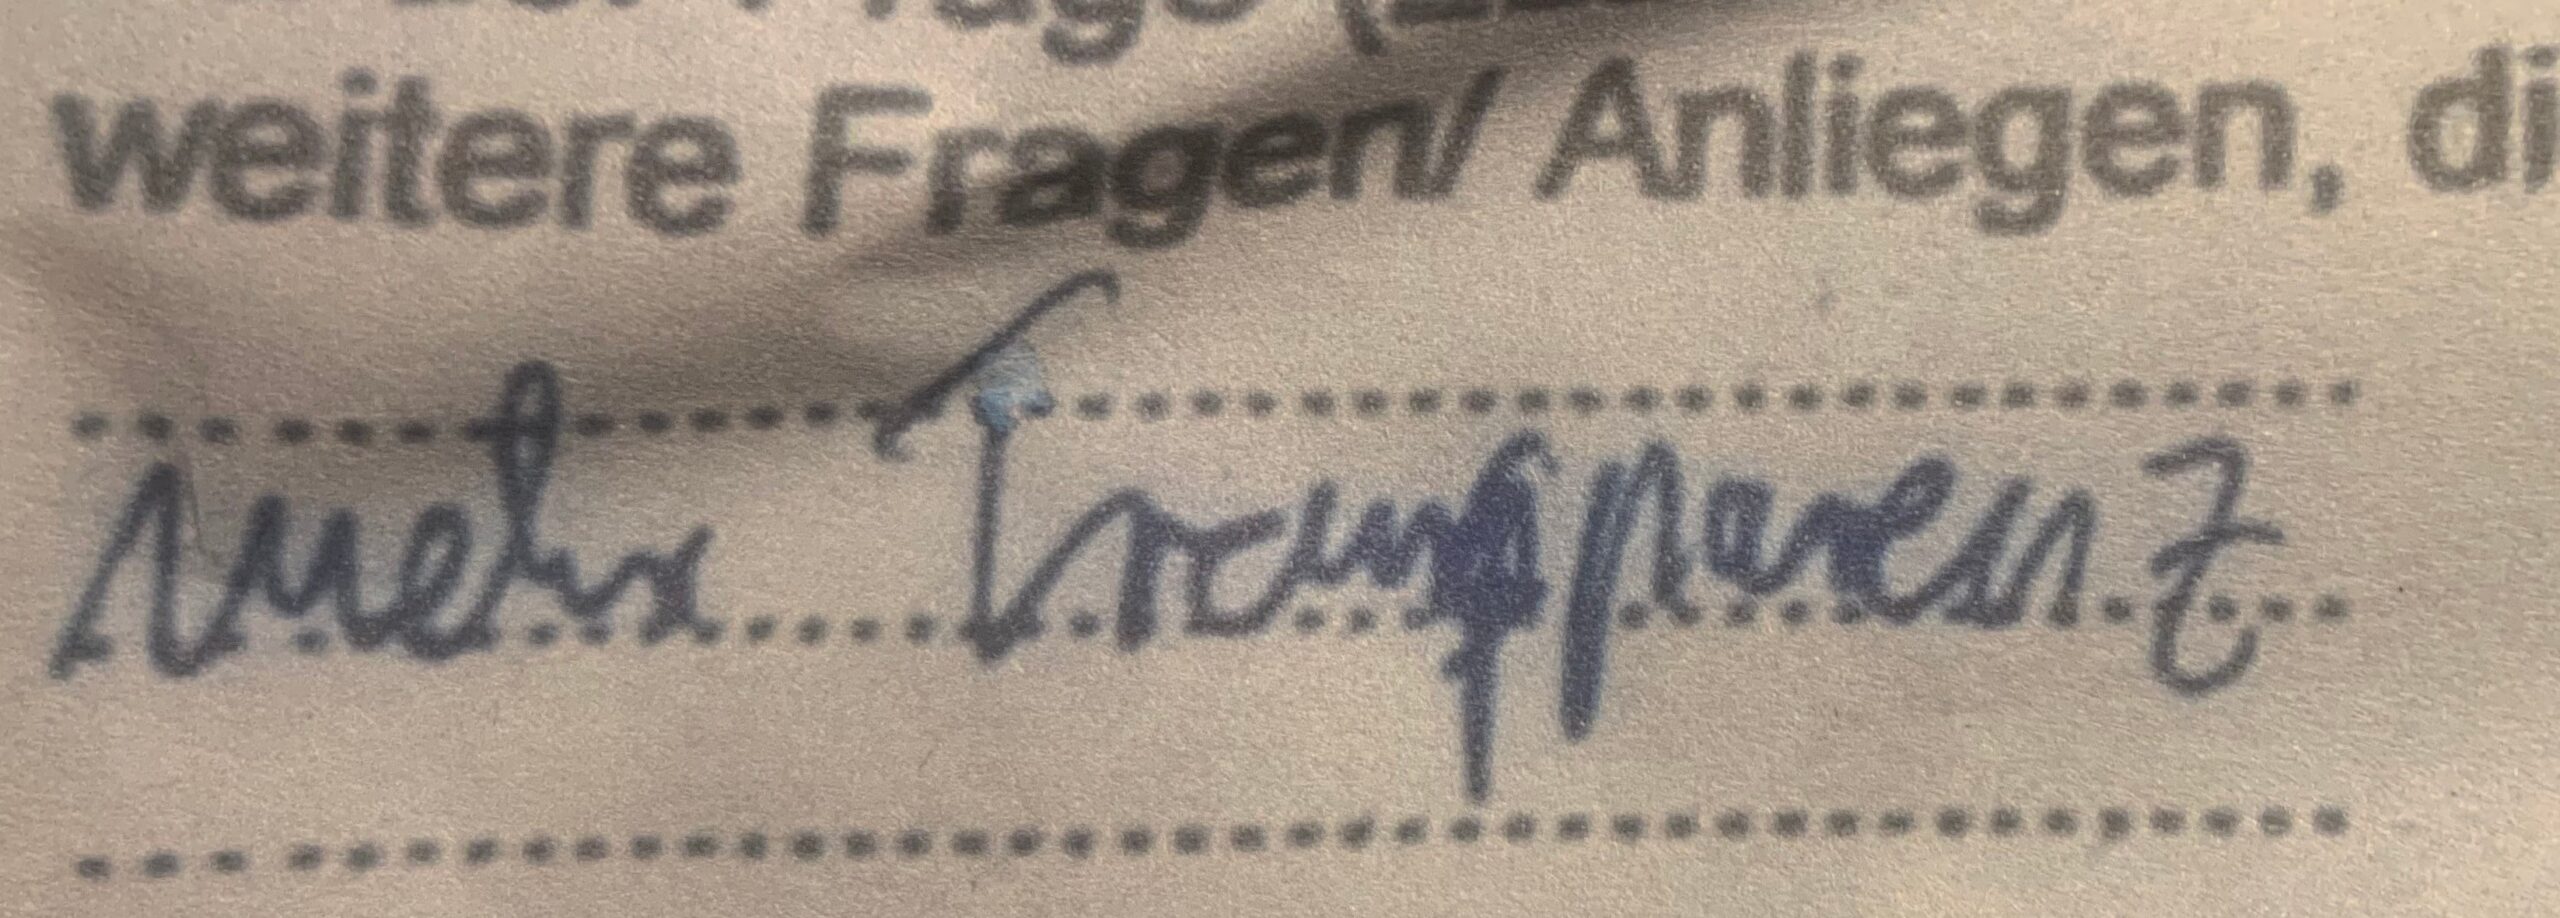 weitere Fragen/ Anliegen, di
Mehr Transparenz